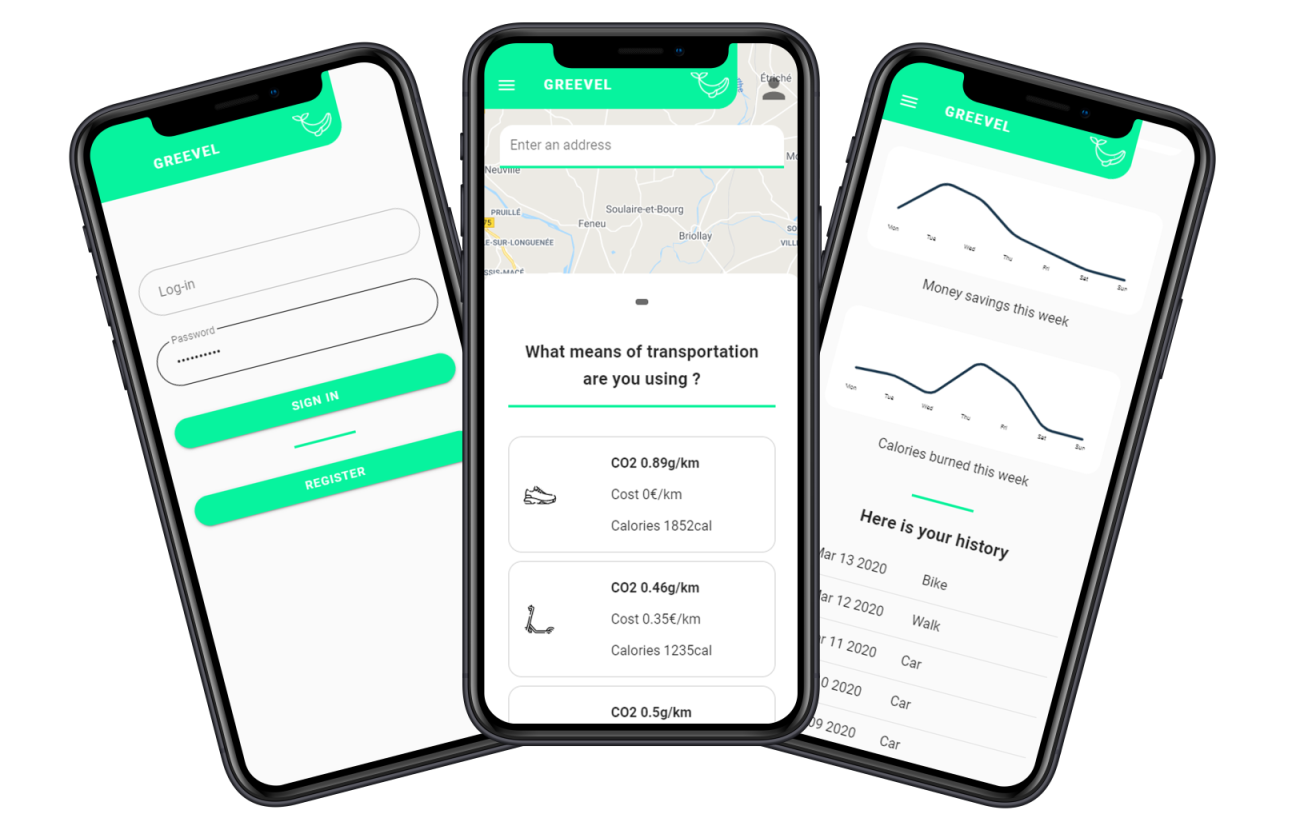 GREEVEL
Log-in
Password
••••••••••
SIGN IN
REGISTER
GREEVEL
Étriché
Enter an address
Neuville
PRUILLÉ
Soulaire-et-Bourg
Feneu
Briollay
E-SUR-LONGUENÉE
VILL
SSIS-MACÉ
What means of transportation
are you using ?
CO2 0.89g/km
Cost 0€/km
Calories 1852cal
CO2 0.46g/km
Cost 0.35€/km
Calories 1235cal
CO2 0.5g/km
GREEVEL
Mon Tue Wed Thu Fri Sat Sun
Money savings this week
Mon Tue Wed Thu Fri Sat Sun
Calories burned this week
Here is your history
Mar 13 2020 Bike
ar 12 2020 Walk
r 11 2020 Car
0 2020 Car
09 2020 Car